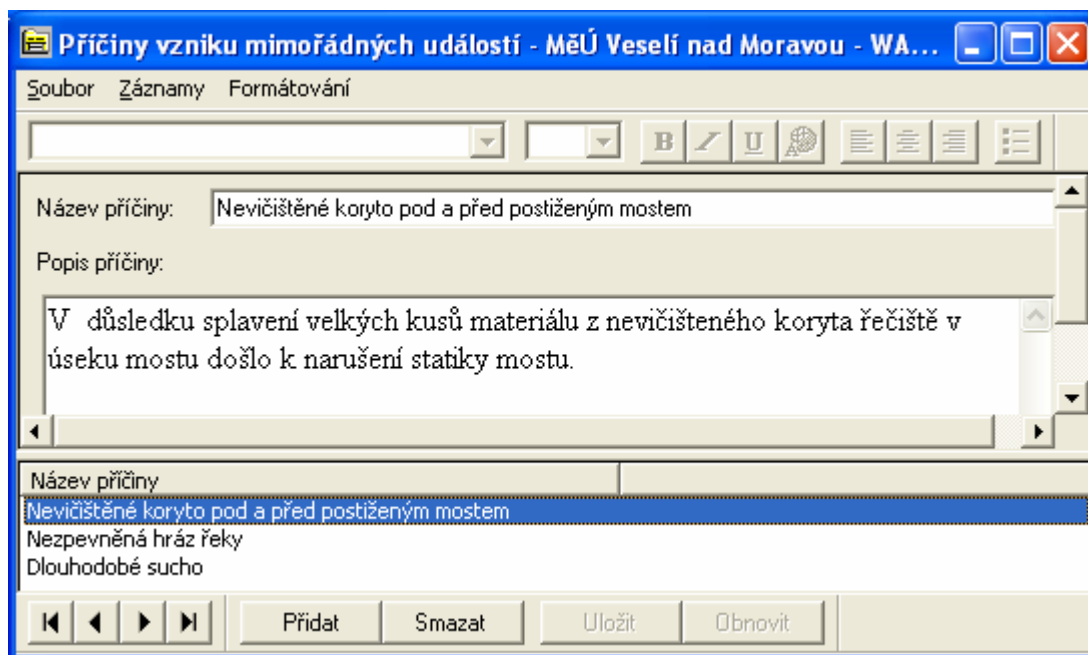 Příčiny vzniku mimořádných událostí - MěÚ Veselí nad Moravou - WA...
Soubor Záznamy Formátování
B I U
Název příčiny: Nevičištěné koryto pod a před postiženým mostem
Popis příčiny:
V důsledku splavení velkých kusů materiálu z nevičišteného koryta řečiště v
úseku mostu došlo k narušení statiky mostu.
Název příčiny
Nevičištěné koryto pod a před postiženým mostem
Nezpevněná hráz řeky
Dlouhodobé sucho
Přidat Smazat Uložit Obnovit